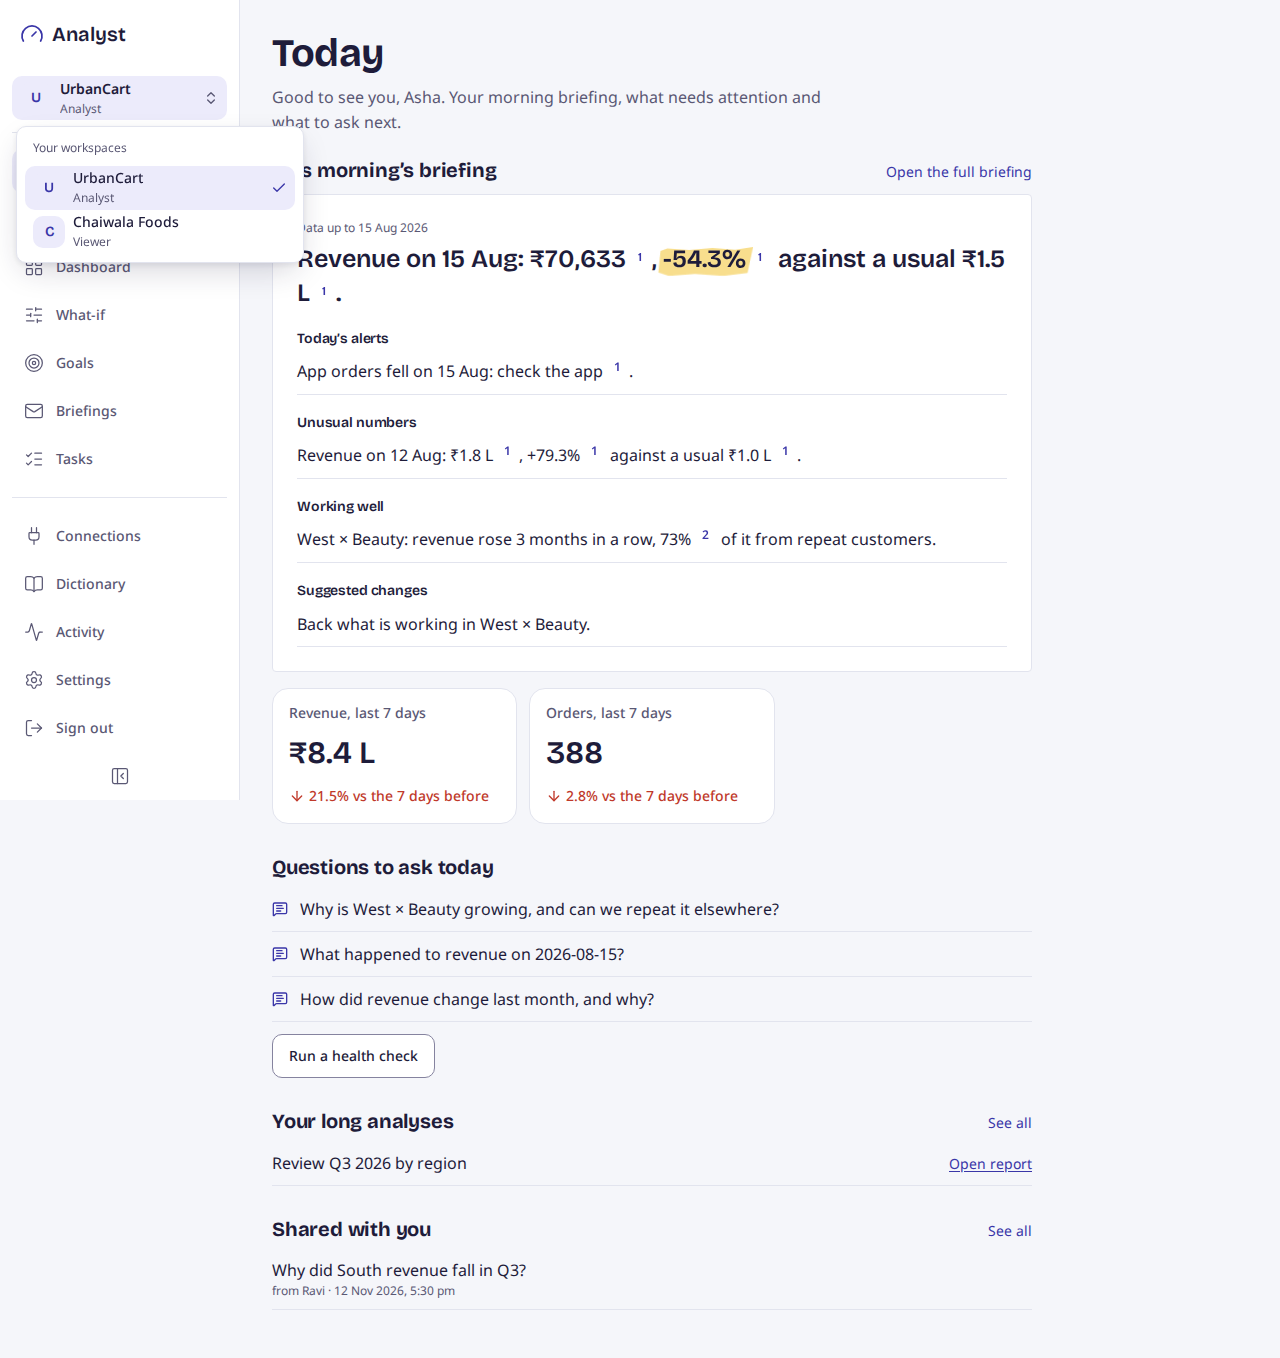 Analyst
UrbanCart
Analyst
Your workspaces
UrbanCart
Analyst
Chaiwala Foods
Viewer
Dashboard
What-if
Goals
Briefings
Tasks
Connections
Dictionary
Activity
Settings
Sign out
Today
Good to see you, Asha. Your morning briefing, what needs attention and
what to ask next.
morning's briefing
Open the full briefing
Data up to 15 Aug 2026
Revenue on 15 Aug: ₹70,633 1 , -54.3% 1 against a usual ₹1.5
L 1 .
Today's alerts
App orders fell on 15 Aug: check the app 1 .
Unusual numbers
Revenue on 12 Aug: ₹1.8 L 1 , +79.3% 1 against a usual ₹1.0 L 1 .
Working well
West × Beauty: revenue rose 3 months in a row, 73% 2 of it from repeat customers.
Suggested changes
Back what is working in West × Beauty.
Revenue, last 7 days
₹8.4 L
21.5% vs the 7 days before
Orders, last 7 days
388
2.8% vs the 7 days before
Questions to ask today
Why is West × Beauty growing, and can we repeat it elsewhere?
What happened to revenue on 2026-08-15?
How did revenue change last month, and why?
Run a health check
Your long analyses
See all
Review Q3 2026 by region
Open report
Shared with you
See all
Why did South revenue fall in Q3?
from Ravi · 12 Nov 2026, 5:30 pm